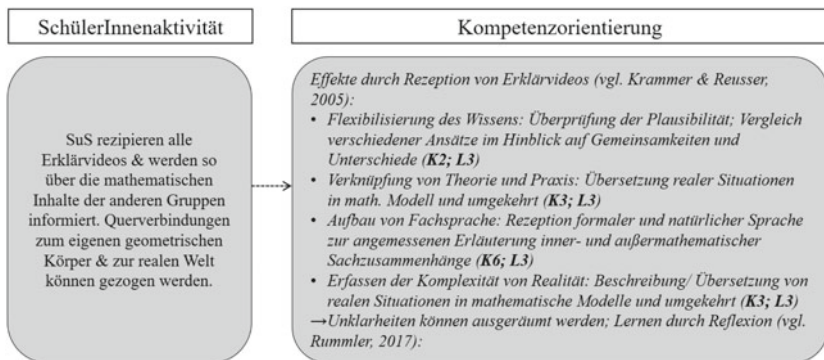 SchülerInnenaktivität
Kompetenzorientierung
SuS rezipieren alle
Erklärvideos & werden so
über die mathematischen
Inhalte der anderen Gruppen
informiert. Querverbindungen
zum eigenen geometrischen
Körper & zur realen Welt
können gezogen werden.
Effekte durch Rezeption von Erklärvideos (vgl. Krammer & Reusser,
2005):
• Flexibilisierung des Wissens: Überprüfung der Plausibilität; Vergleich
verschiedener Ansätze im Hinblick auf Gemeinsamkeiten und
Unterschiede (K2; L3)
• Verknüpfung von Theorie und Praxis: Übersetzung realer Situationen
in math. Modell und umgekehrt (K3; L3)
• Aufbau von Fachsprache: Rezeption formaler und natürlicher Sprache
zur angemessenen Erläuterung inner- und außermathematischer
Sachzusammenhänge (K6; L3)
• Erfassen der Komplexität von Realität: Beschreibung/ Übersetzung von
realen Situationen in mathematische Modelle und umgekehrt (K3; L3)
→Unklarheiten können ausgeräumt werden; Lernen durch Reflexion (vgl.
Rummler, 2017):